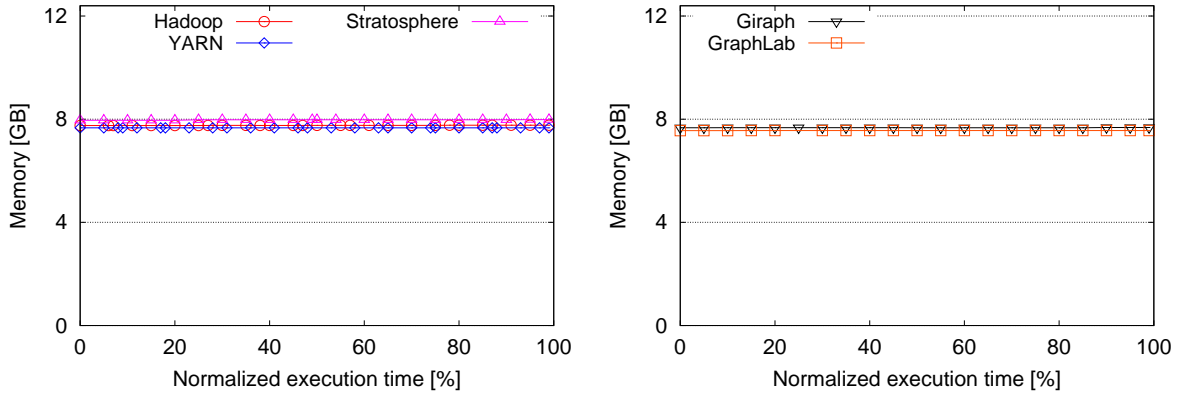 Hadoop
YARN
Stratosphere
12
8
4
0
Memory [GB]
0 20 40 60 80 100
Normalized execution time [%]
Giraph
GraphLab
12
8
4
0
Memory [GB]
0 20 40 60 80 100
Normalized execution time [%]